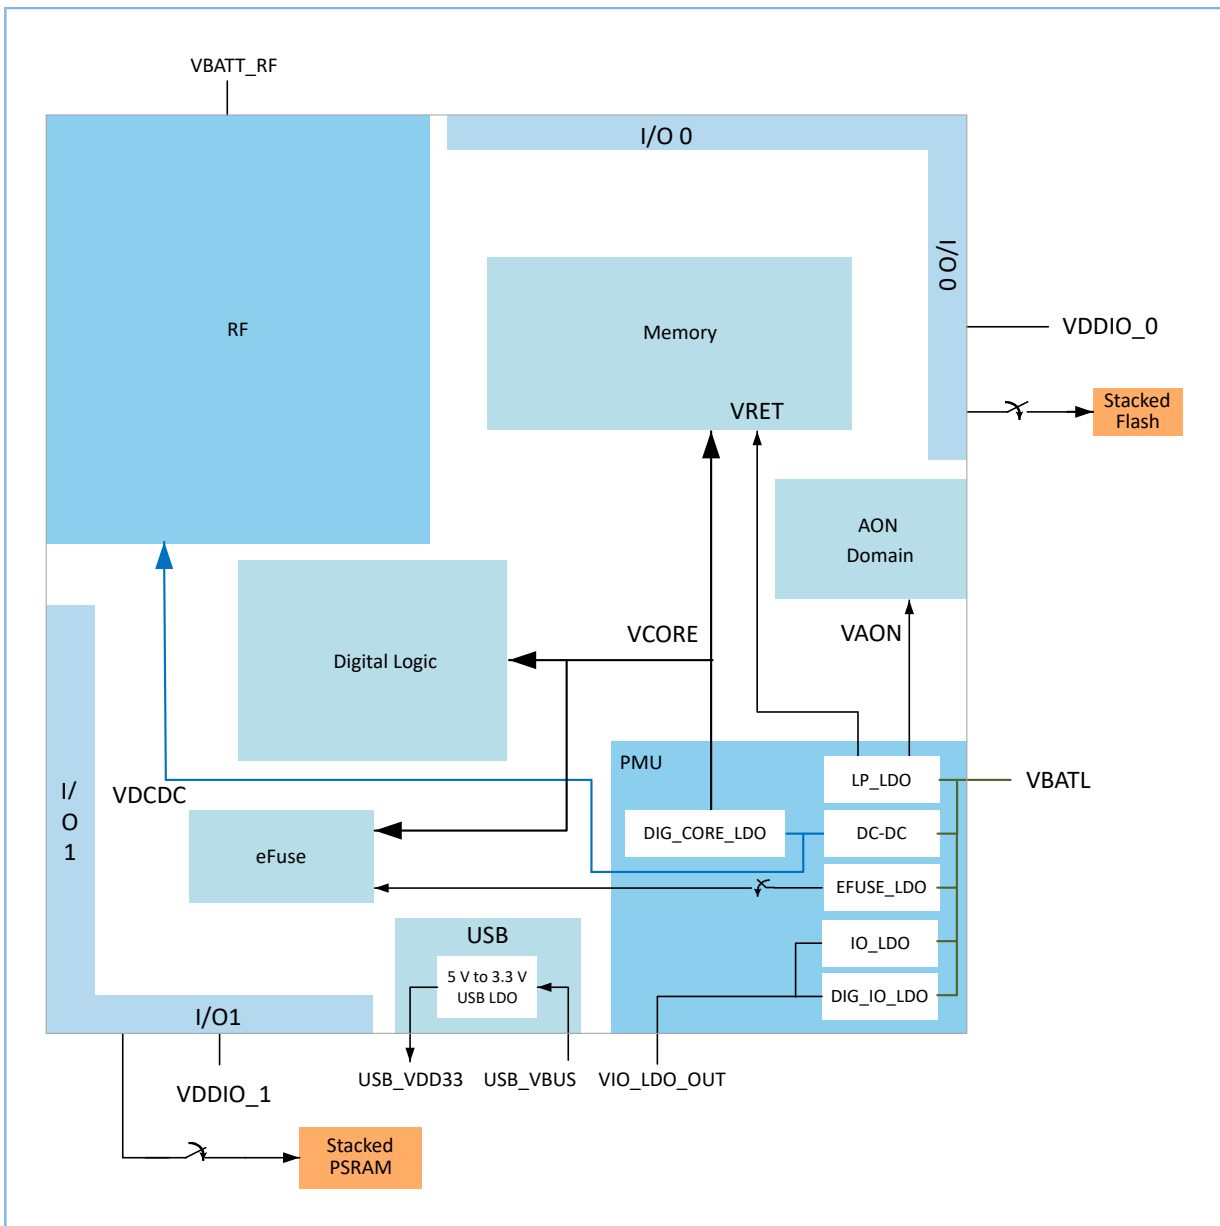 VBATT_RF
I/O 0
I/O 0
RF
Memory
VRET
VDDIO_0
Stacked
Flash
AON
Domain
Digital Logic
VCORE
VAON
PMU
LP_LDO
VBATL
VDCDC
I/
O
1
DIG_CORE_LDO
DC-DC
eFuse
EFUSE_LDO
USB
IO_LDO
5 V to 3.3 V
USB LDO
DIG_IO_LDO
I/O1
USB_VDD33
USB_VBUS
VIO_LDO_OUT
VDDIO_1
Stacked
PSRAM